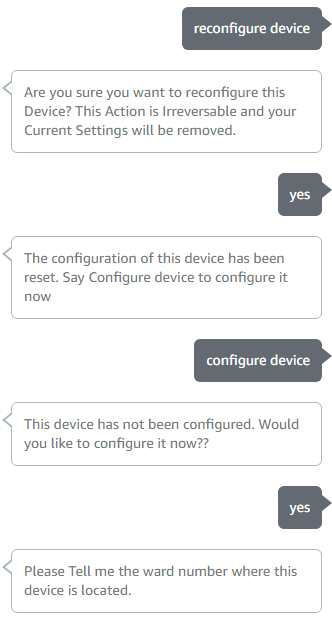 reconfigure device
Are you sure you want to reconfigure this
Device? This Action is Irreversable and your
Current Settings will be removed.
yes
The configuration of this device has been
reset. Say Configure device to configure it
now
configure device
This device has not been configured. Would
you like to configure it now??
yes
Please Tell me the ward number where this
device is located.